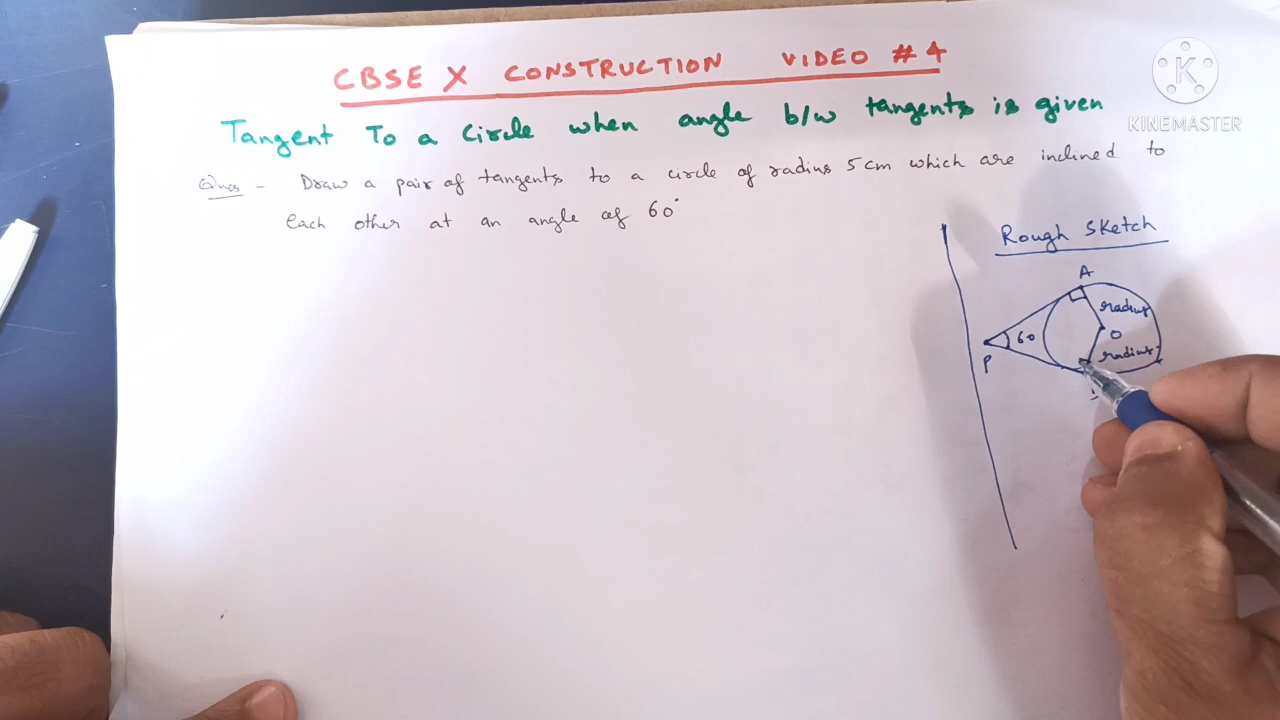 CBSE X CONSTRUCTION VIDEO #4
K
KINEMASTER
Tangent To a Circle when angle b/w tangents is given
Ques - Draw a pair of tangents to a circle of radius 5 cm which are inclined to
each other at an angle of 60°
Rough Sketch
A
radius
60
O
radius
P